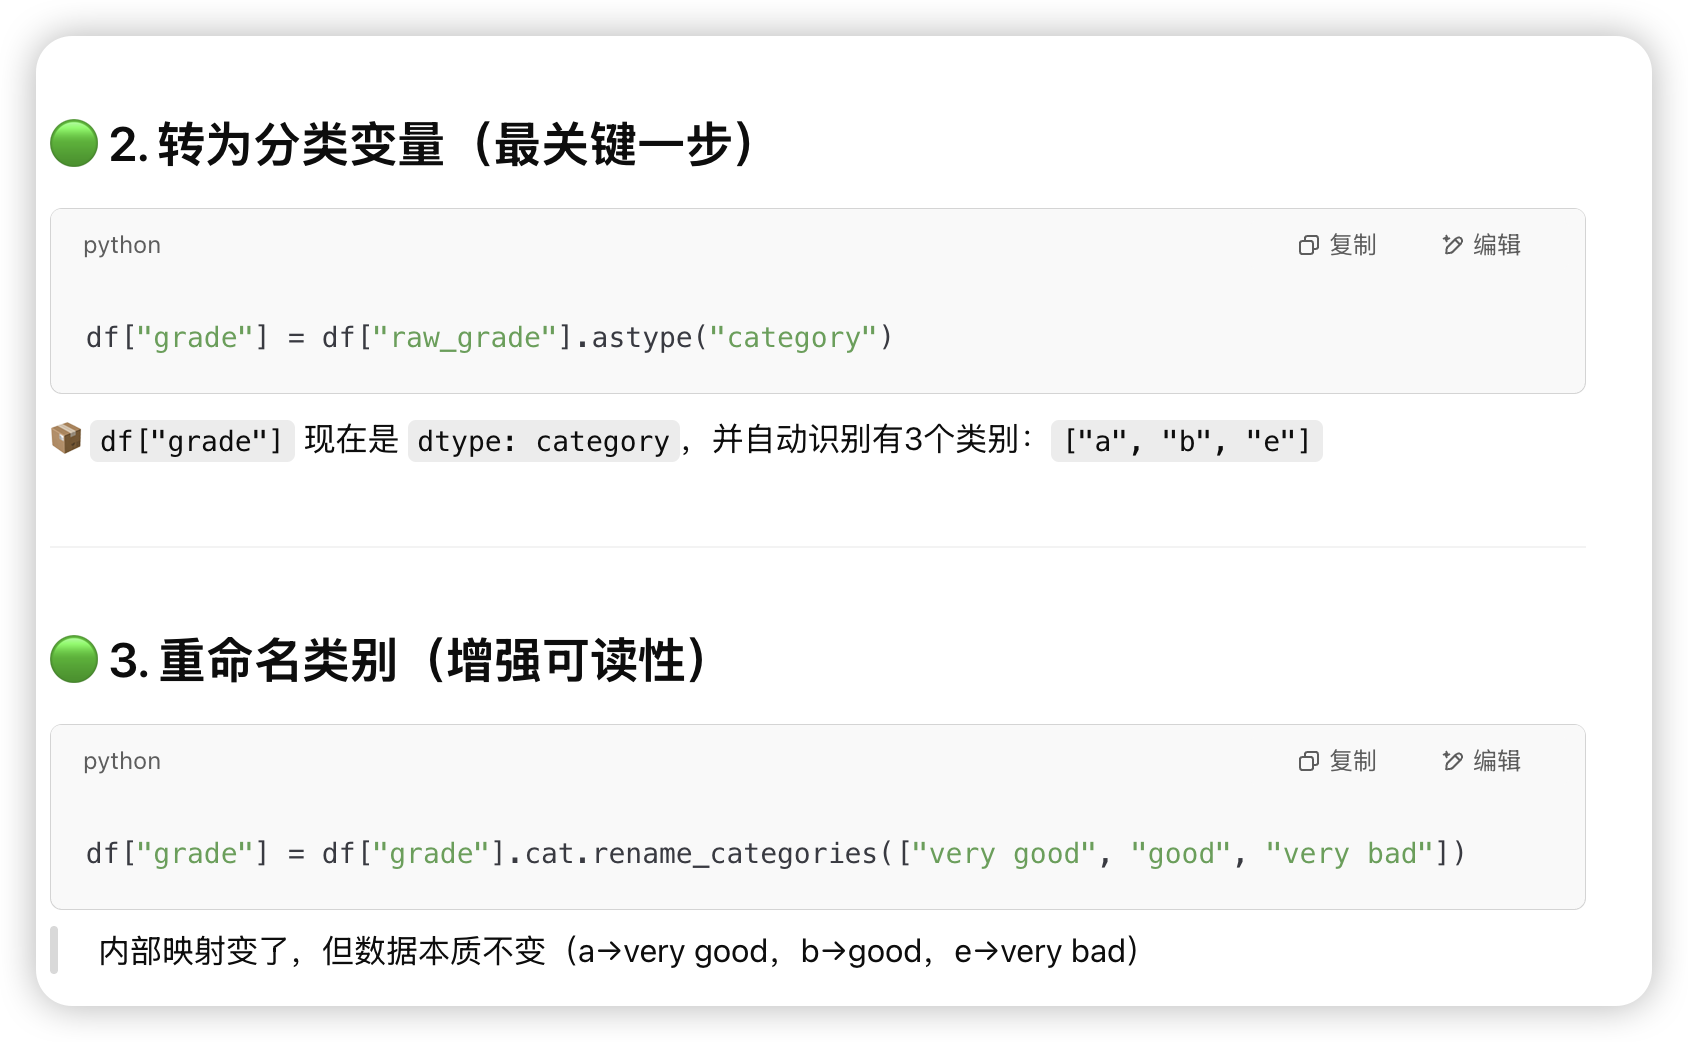 2. 转为分类变量（最关键一步）
python
复制
编辑
df["grade"] = df["raw_grade"].astype("category")
df["grade"] 现在是 dtype: category，并自动识别有3个类别：["a", "b", "e"]
3. 重命名类别（增强可读性）
python
复制
编辑
df["grade"] = df["grade"].cat.rename_categories(["very good", "good", "very bad"])
内部映射变了，但数据本质不变（a→very good，b→good，e→very bad）